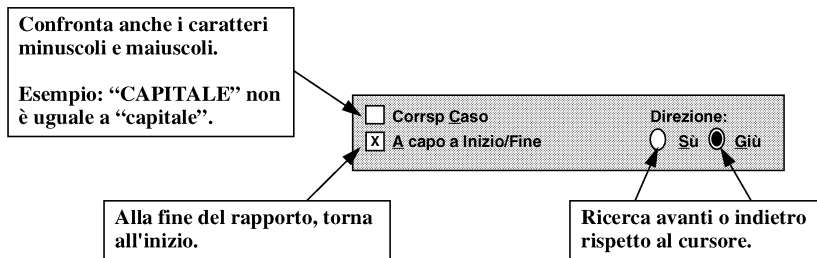 Confronta anche i caratteri
minuscoli e maiuscoli.
Esempio: “CAPITALE” non
è uguale a “capitale”.
Corrsp Caso
X A capo a Inizio/Fine
Direzione:
Sù Giù
Alla fine del rapporto, torna
all'inizio.
Ricerca avanti o indietro
rispetto al cursore.